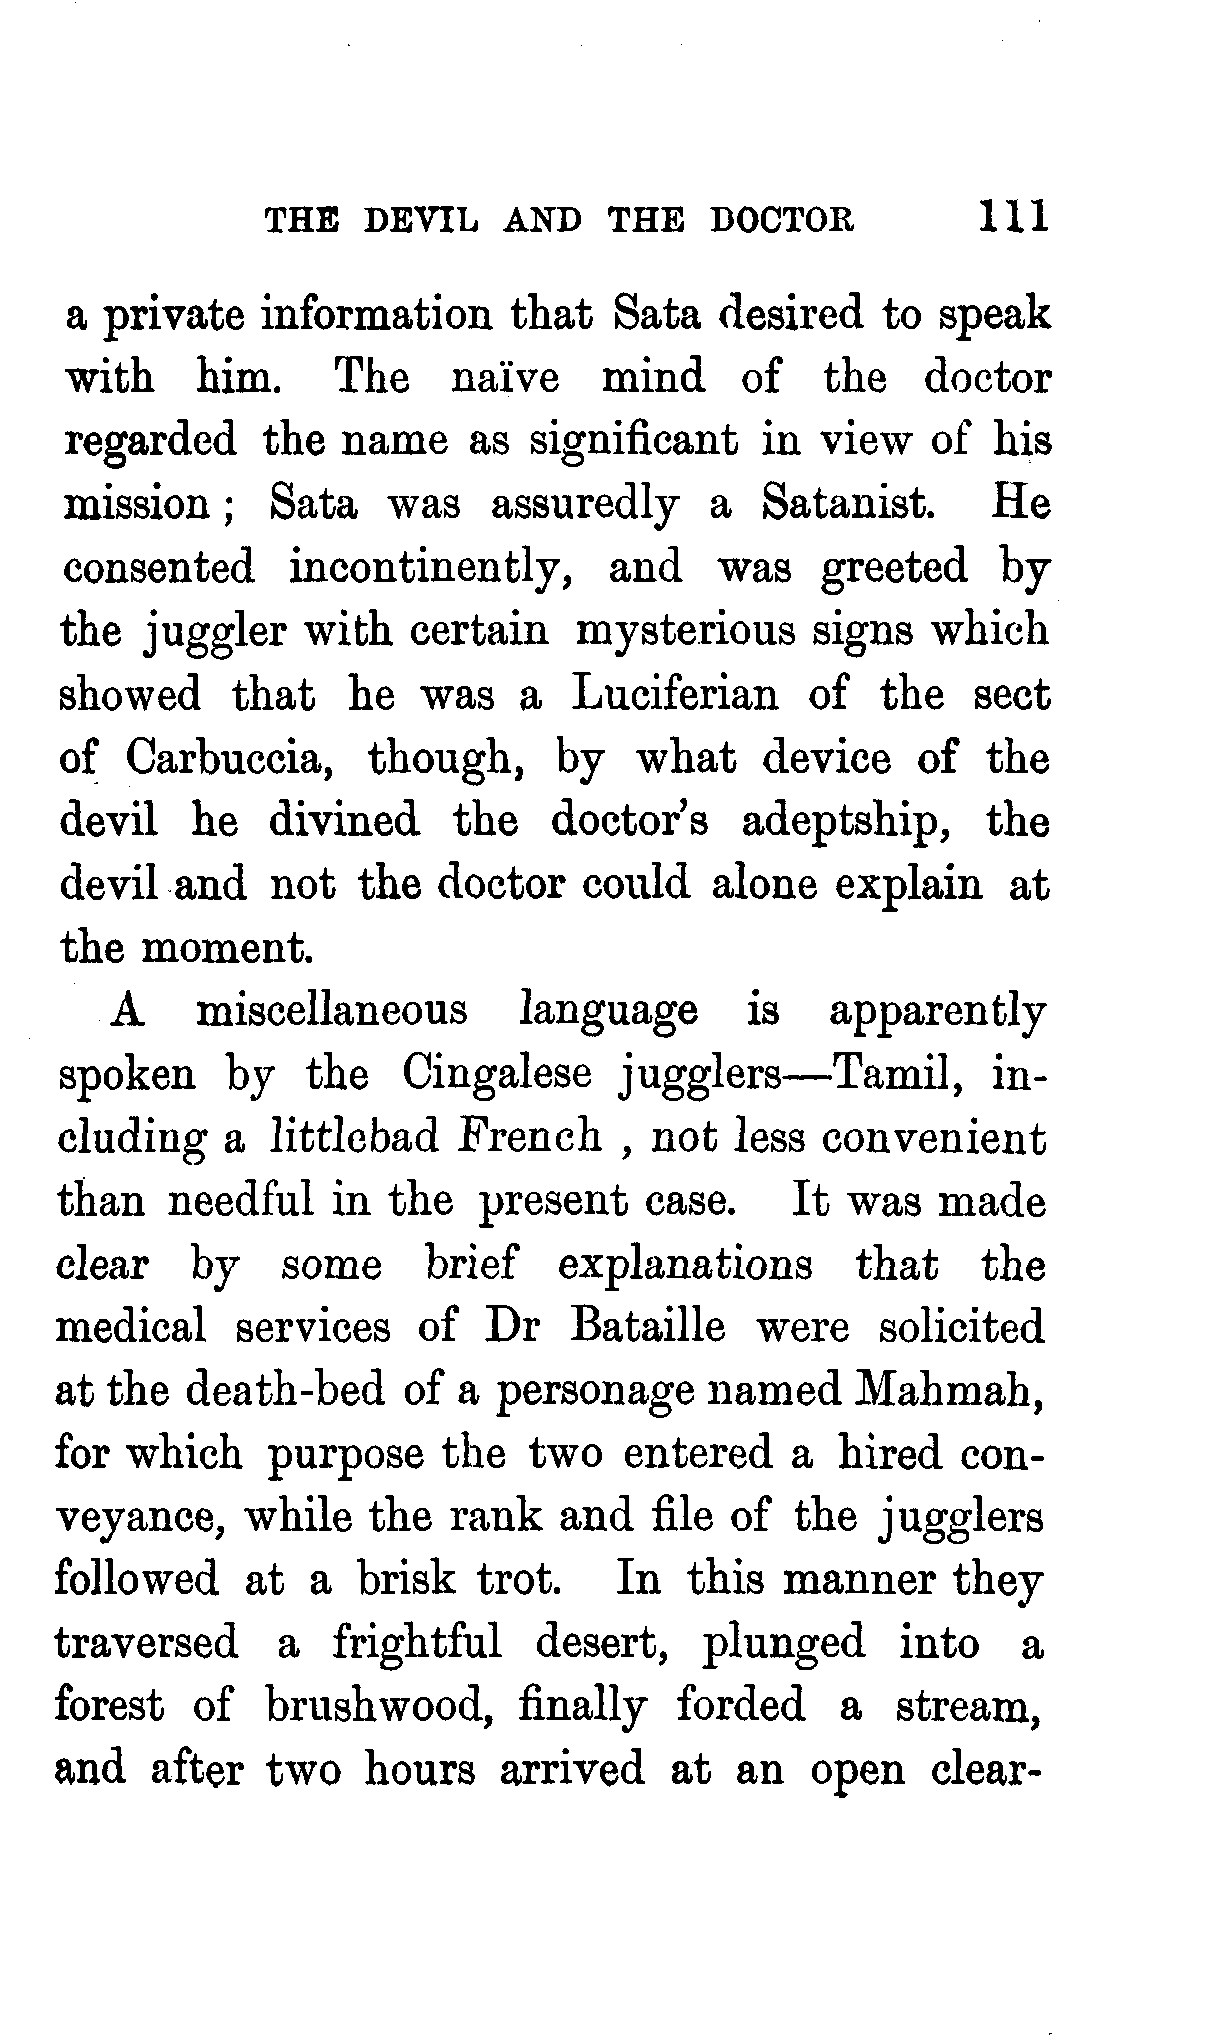 THE DEVIL AND THE DOCTOR 111
a private information that Sata desired to speak
with him. The naïve mind of the doctor
regarded the name as significant in view of his
mission ; Sata was assuredly a Satanist. He
consented incontinently, and was greeted by
the juggler with certain mysterious signs which
showed that he was a Luciferian of the sect
of Carbuccia, though, by what device of the
devil he divined the doctor's adeptship, the
devil and not the doctor could alone explain at
the moment.
A miscellaneous language is apparently
spoken by the Cingalese jugglers—Tamil, in-
cluding a littlebad French , not less convenient
than needful in the present case. It was made
clear by some brief explanations that the
medical services of Dr Bataille were solicited
at the death-bed of a personage named Mahmah,
for which purpose the two entered a hired con-
veyance, while the rank and file of the jugglers
followed at a brisk trot. In this manner they
traversed a frightful desert, plunged into a
forest of brushwood, finally forded a stream,
and after two hours arrived at an open clear-